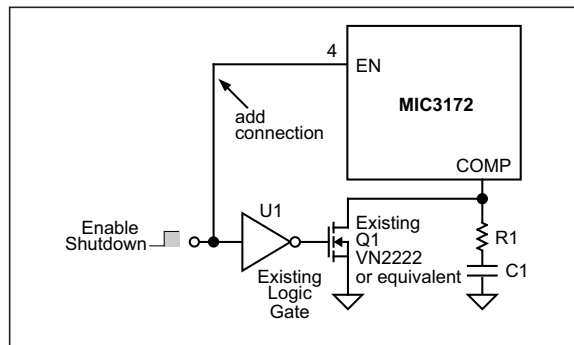 4
EN
MIC3172
add
connection
COMP
Enable
Shutdown
U1
Existing
Q1
VN2222
or equivalent
R1
C1
Existing
Logic
Gate